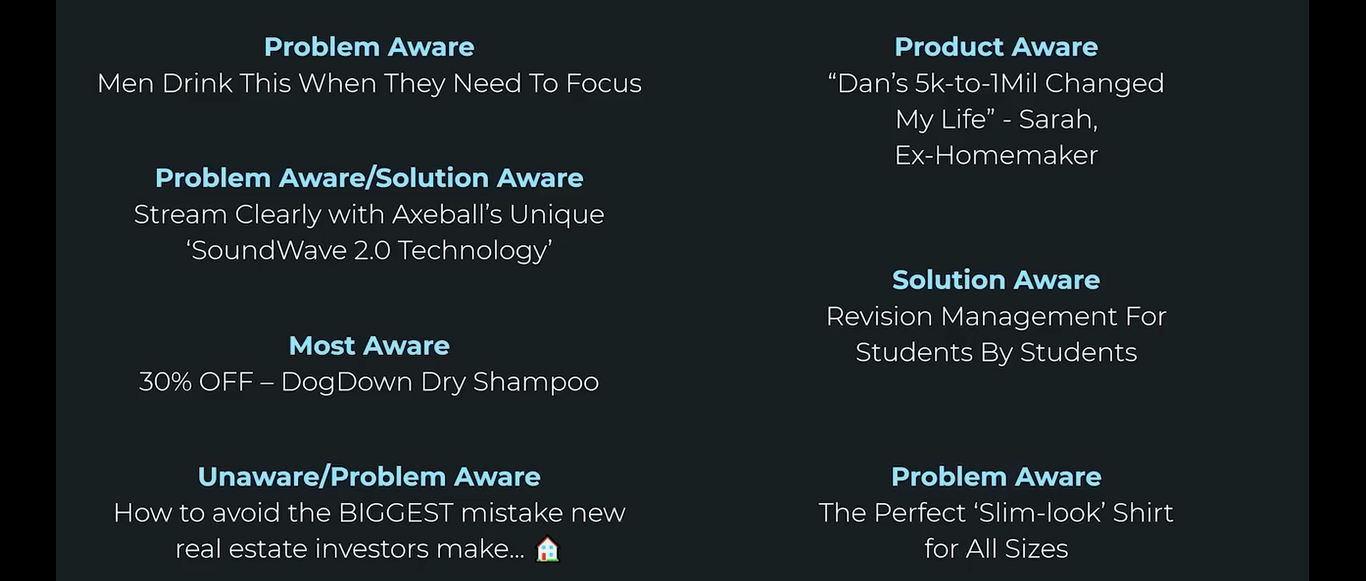 Problem Aware
Men Drink This When They Need To Focus
Problem Aware/Solution Aware
Stream Clearly with Axeball’s Unique
‘SoundWave 2.0 Technology’
Most Aware
30% OFF – DogDown Dry Shampoo
Unaware/Problem Aware
How to avoid the BIGGEST mistake new
real estate investors make... 🏠
Product Aware
“Dan’s 5k-to-1Mil Changed
My Life” - Sarah,
Ex-Homemaker
Solution Aware
Revision Management For
Students By Students
Problem Aware
The Perfect ‘Slim-look’ Shirt
for All Sizes